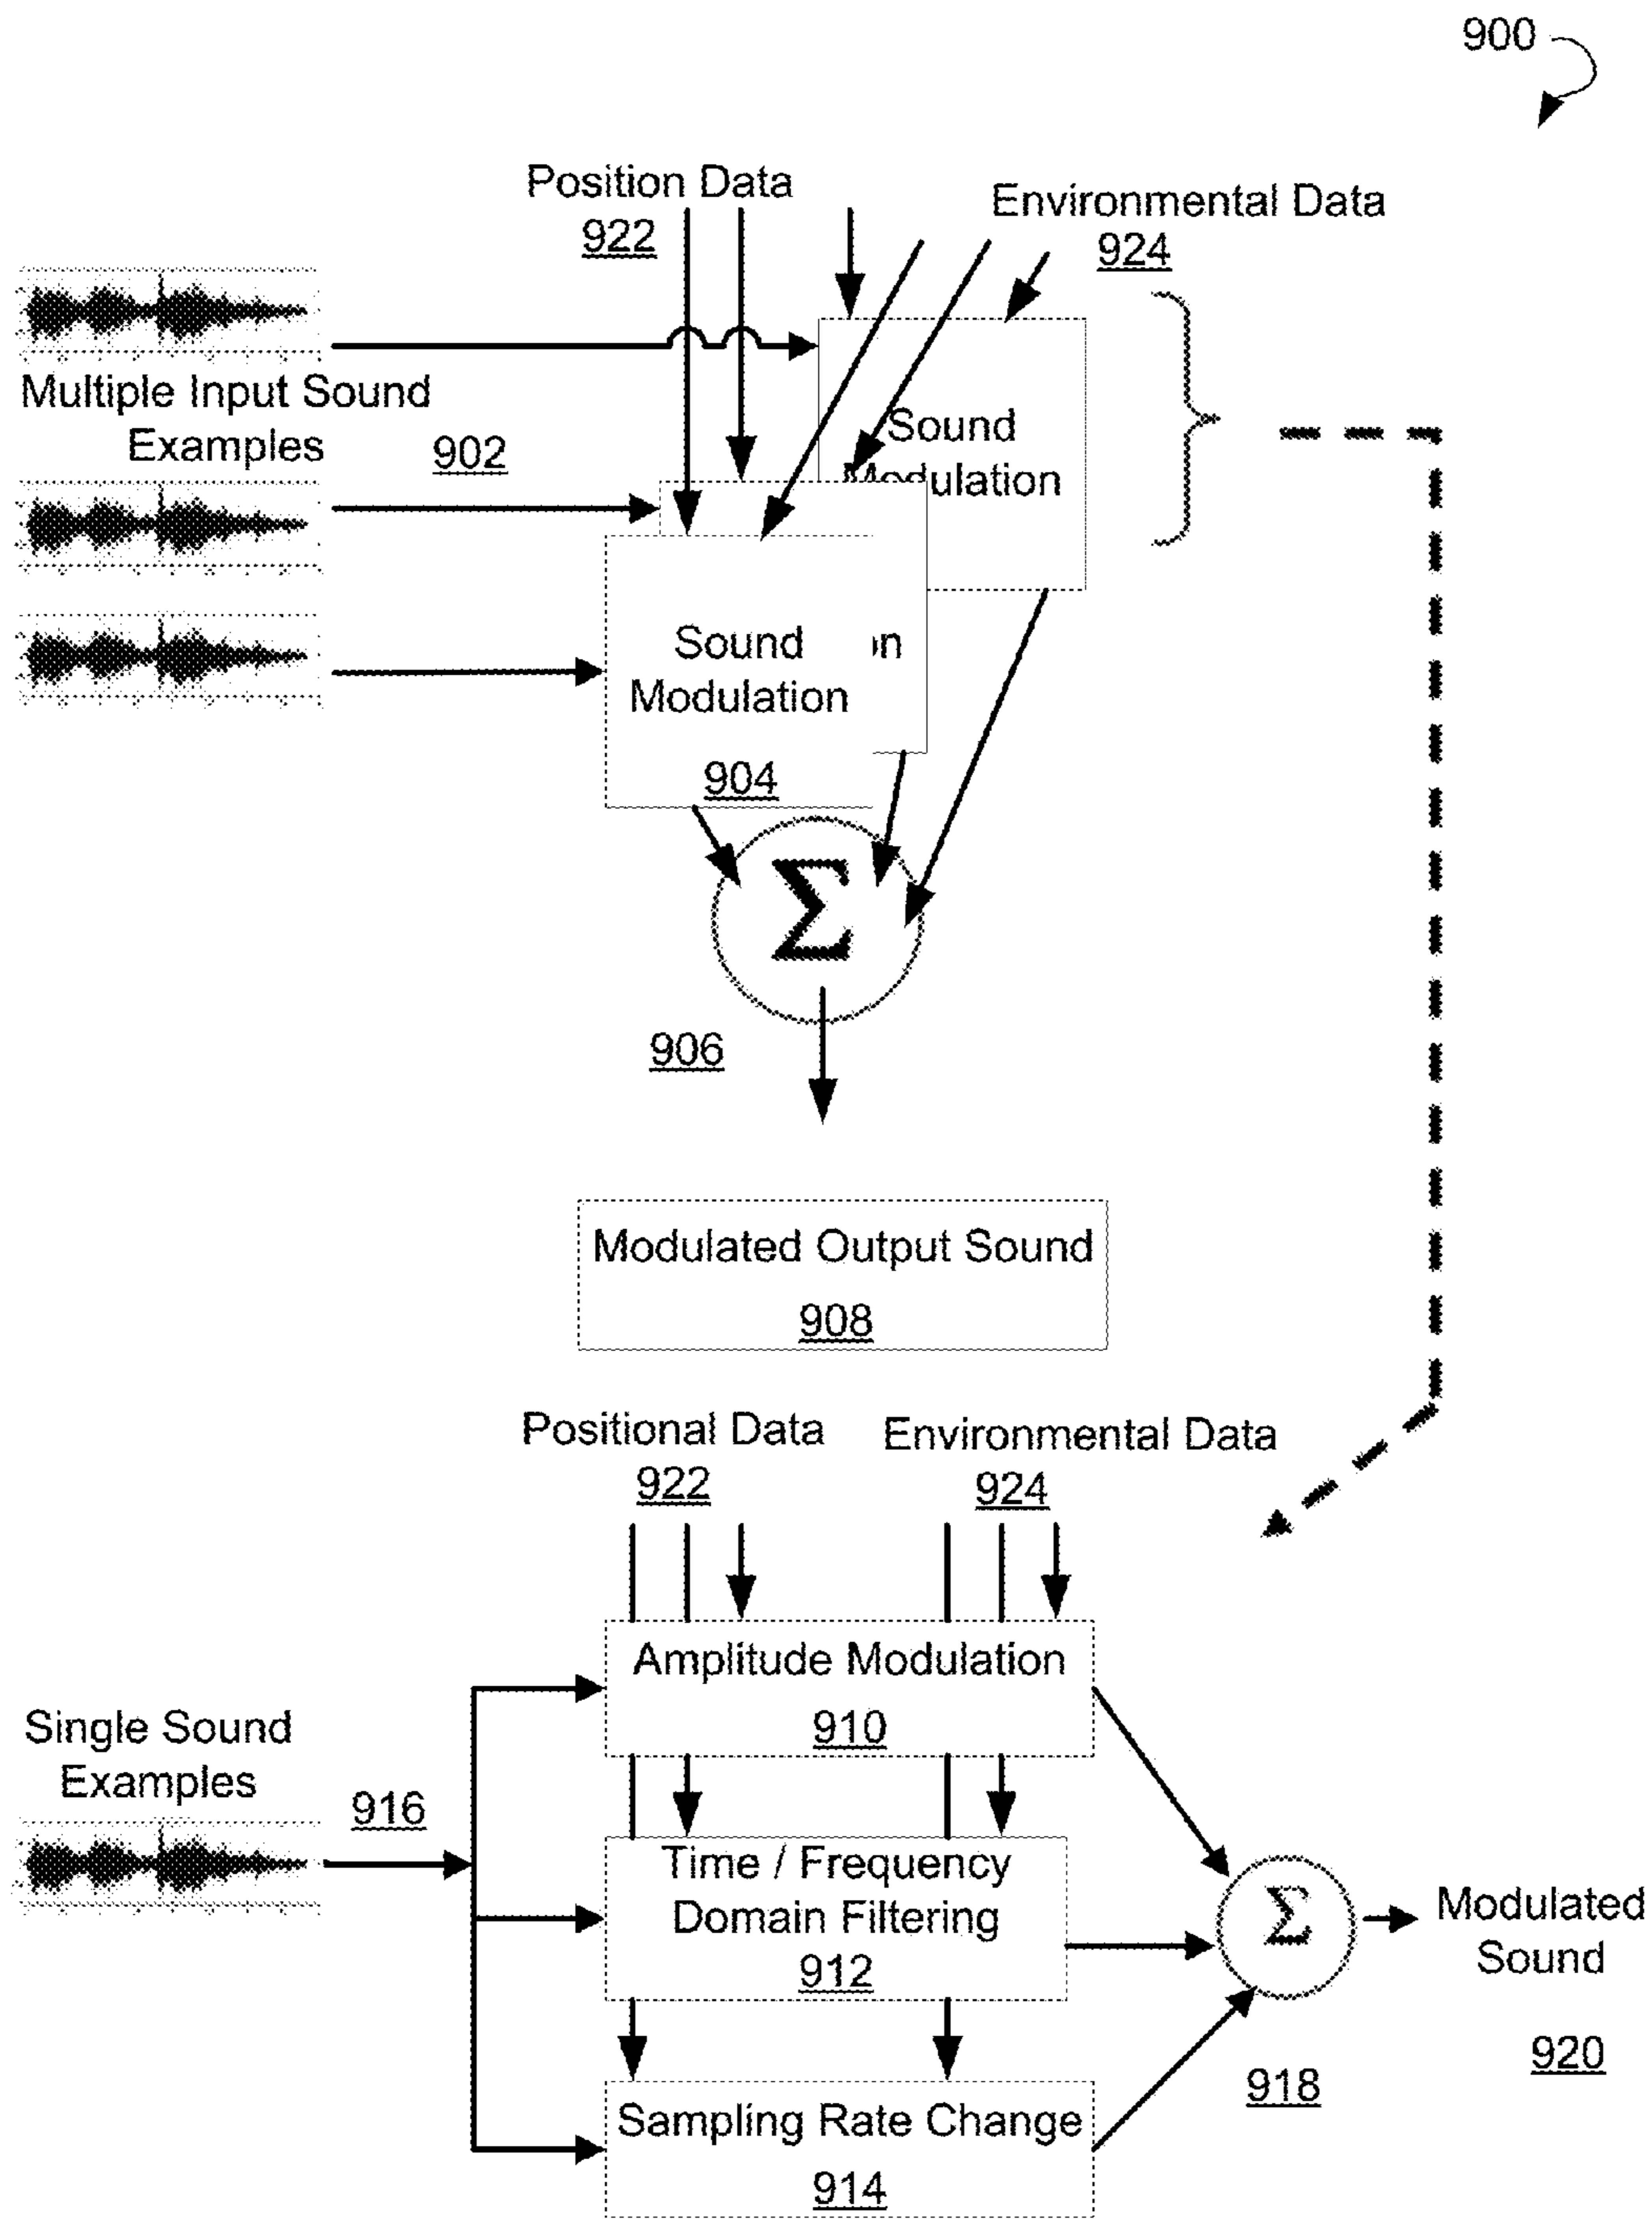 900
Position Data
922
Environmental Data
924
Multiple Input Sound
Examples
902
Sound
Modulation
n
Sound
Modulation
904
Σ
906
Modulated Output Sound
908
Positional Data
922
Environmental Data
924
Amplitude Modulation
910
Single Sound
Examples
916
Time / Frequency
Domain Filtering
912
Σ
918
Modulated
Sound
920
Sampling Rate Change
914